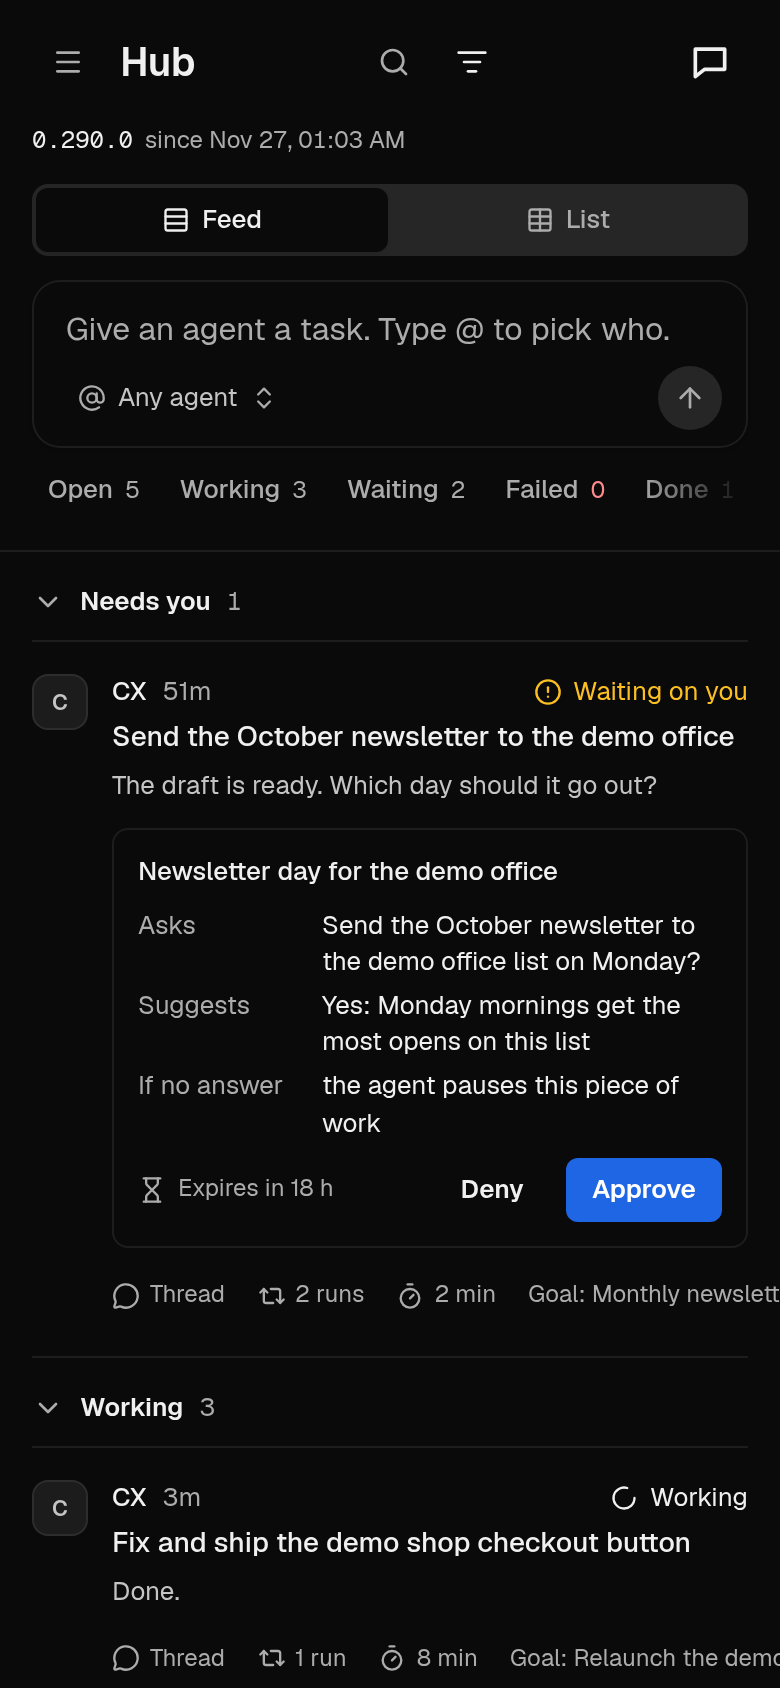 Hub
0.290.0 since Nov 27, 01:03 AM
Feed
List
Give an agent a task. Type @ to pick who.
Any agent
Open 5 Working 3 Waiting 2 Failed 0 Done 1
Needs you 1
C
CX 51m
Waiting on you
Send the October newsletter to the demo office
The draft is ready. Which day should it go out?
Newsletter day for the demo office
Asks
Send the October newsletter to
the demo office list on Monday?
Suggests
Yes: Monday mornings get the
most opens on this list
If no answer
the agent pauses this piece of
work
Expires in 18 h
Deny
Approve
Thread 2 runs 2 min Goal: Monthly newslett
Working 3
C
CX 3m
Working
Fix and ship the demo shop checkout button
Done.
Thread 1 run 8 min Goal: Relaunch the demo